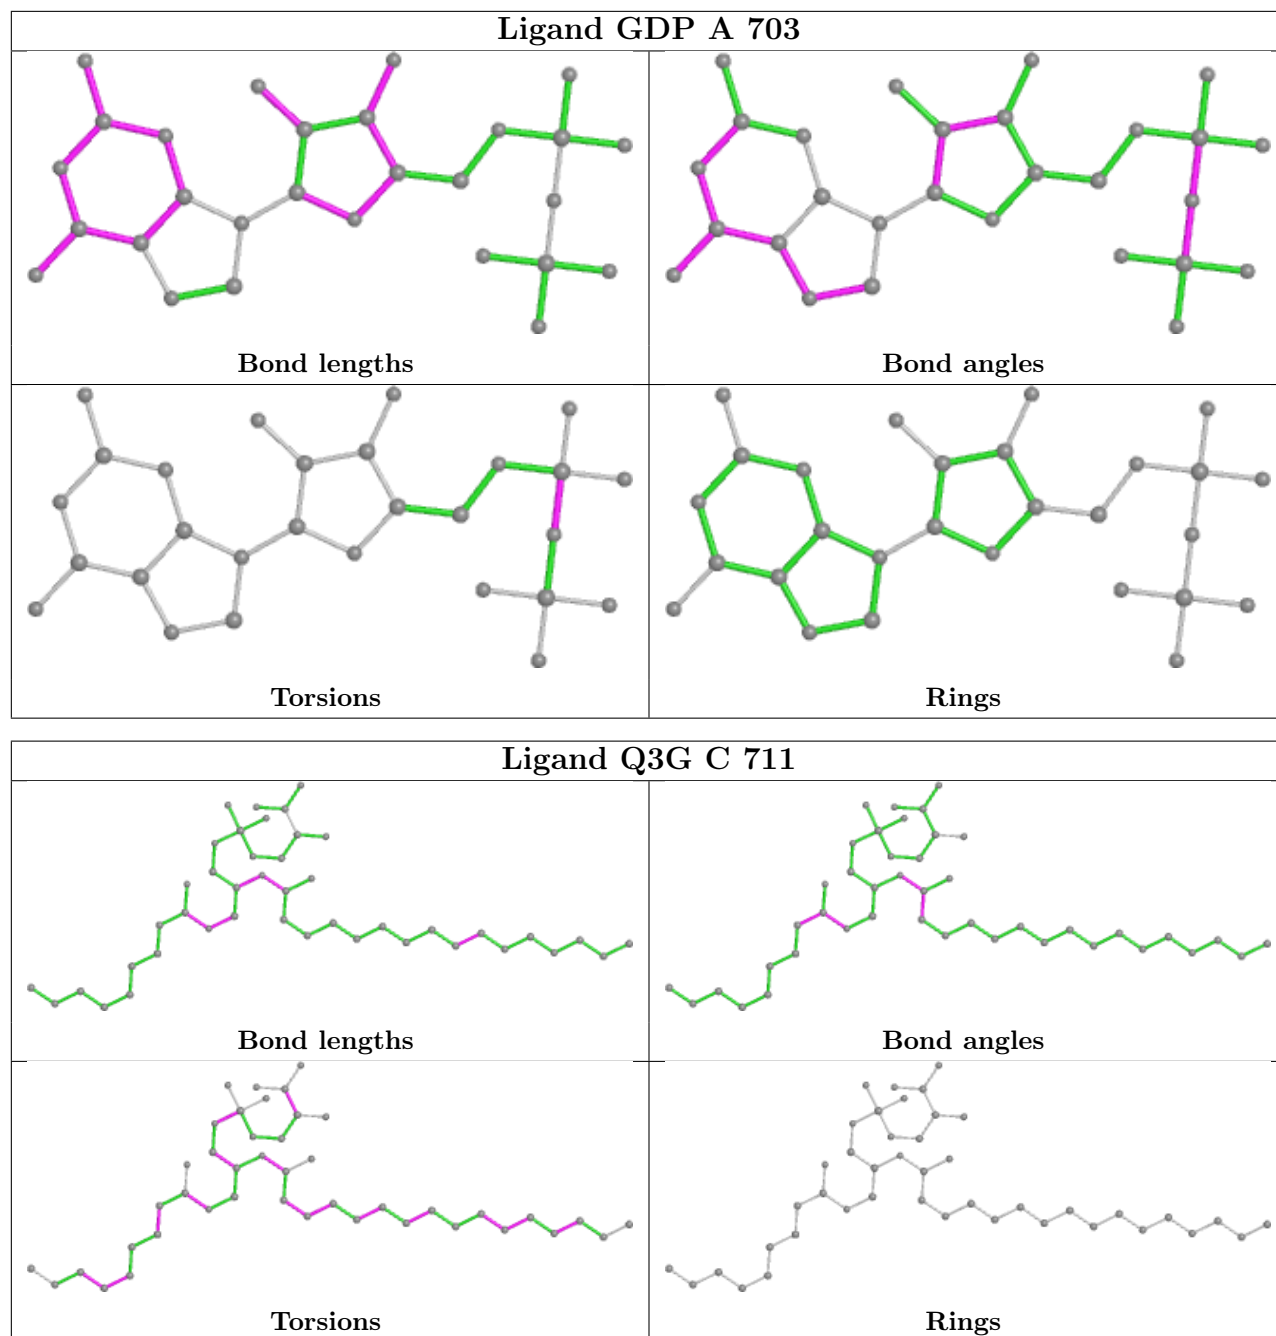 Ligand GDP A 703
Bond lengths
Bond angles
Torsions
Rings
Ligand Q3G C 711
Bond lengths
Bond angles
Torsions
Rings